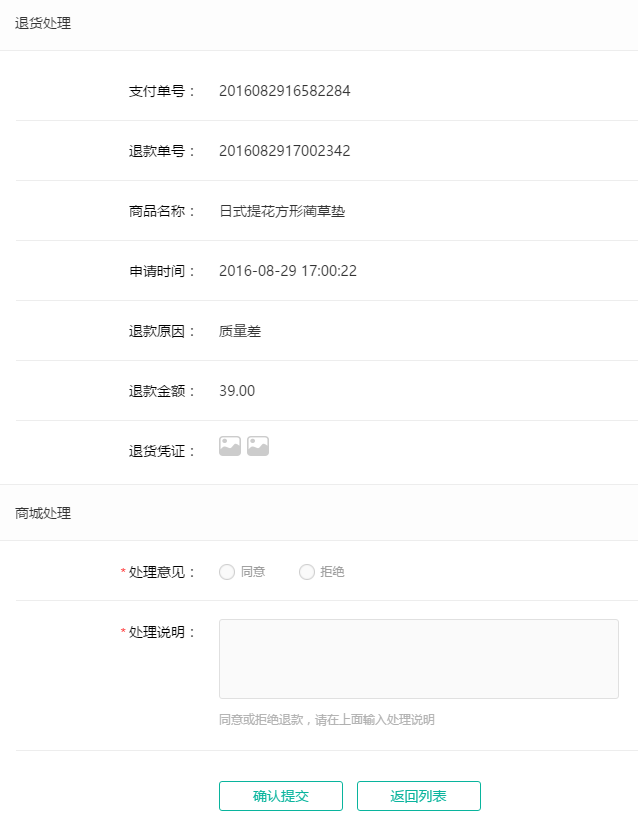 退货处理
支付单号： 2016082916582284
退款单号： 2016082917002342
商品名称： 日式提花方形蔺草垫
申请时间： 2016-08-29 17:00:22
退款原因： 质量差
退款金额： 39.00
退货凭证：
商城处理
*处理意见： 同意 拒绝
*处理说明：
同意或拒绝退款，请在上面输入处理说明
确认提交 返回列表